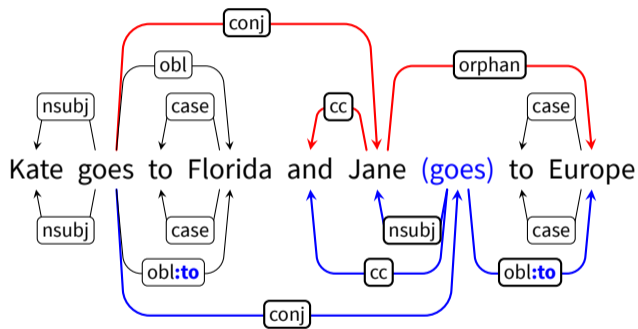 conj
obl orphan
nsubj case cc case
Kate goes to Florida and Jane (goes) to Europe
nsubj case nsubj case
obl:to cc obl:to
conj